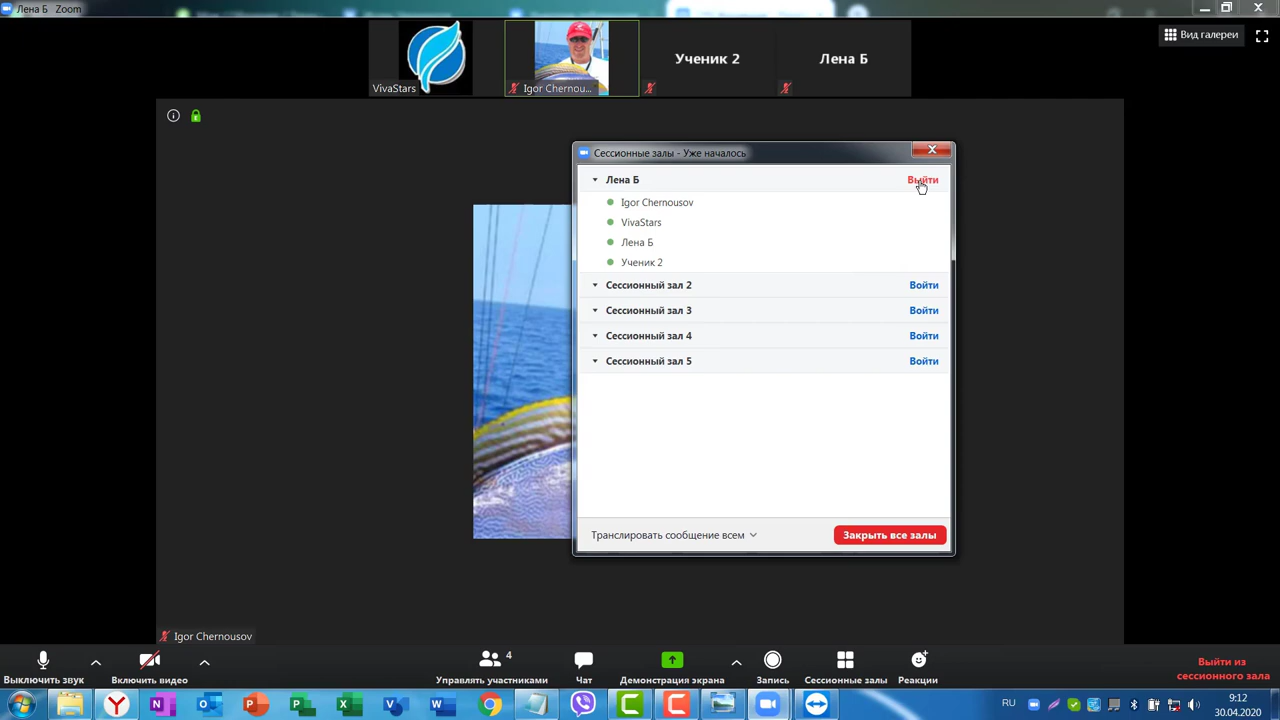 Лена Б Zoom
VivaStars
Igor Chernou...
Ученик 2
Лена Б
Вид галереи
Сессионные залы - Уже началось
Лена Б
Выйти
Igor Chernousov
VivaStars
Лена Б
Ученик 2
Сессионный зал 2
Войти
Сессионный зал 3
Войти
Сессионный зал 4
Войти
Сессионный зал 5
Войти
Транслировать сообщение всем
Закрыть все залы
Igor Chernousov
4
Выключить звук
Включить видео
Управлять участниками
Чат
Демонстрация экрана
Запись
Сессионные залы
Реакции
Выйти из
сессионного зала
RU
9:12
30.04.2020